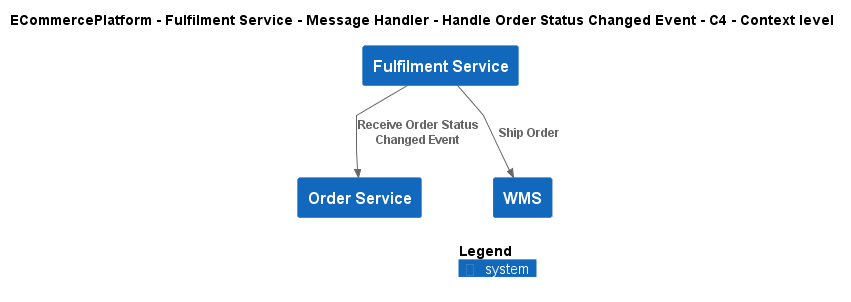 ECommercePlatform - Fulfilment Service - Message Handler - Handle Order Status Changed Event - C4 - Context level
Fulfilment Service
Receive Order Status
Changed Event
Ship Order
Order Service
WMS
Legend
system